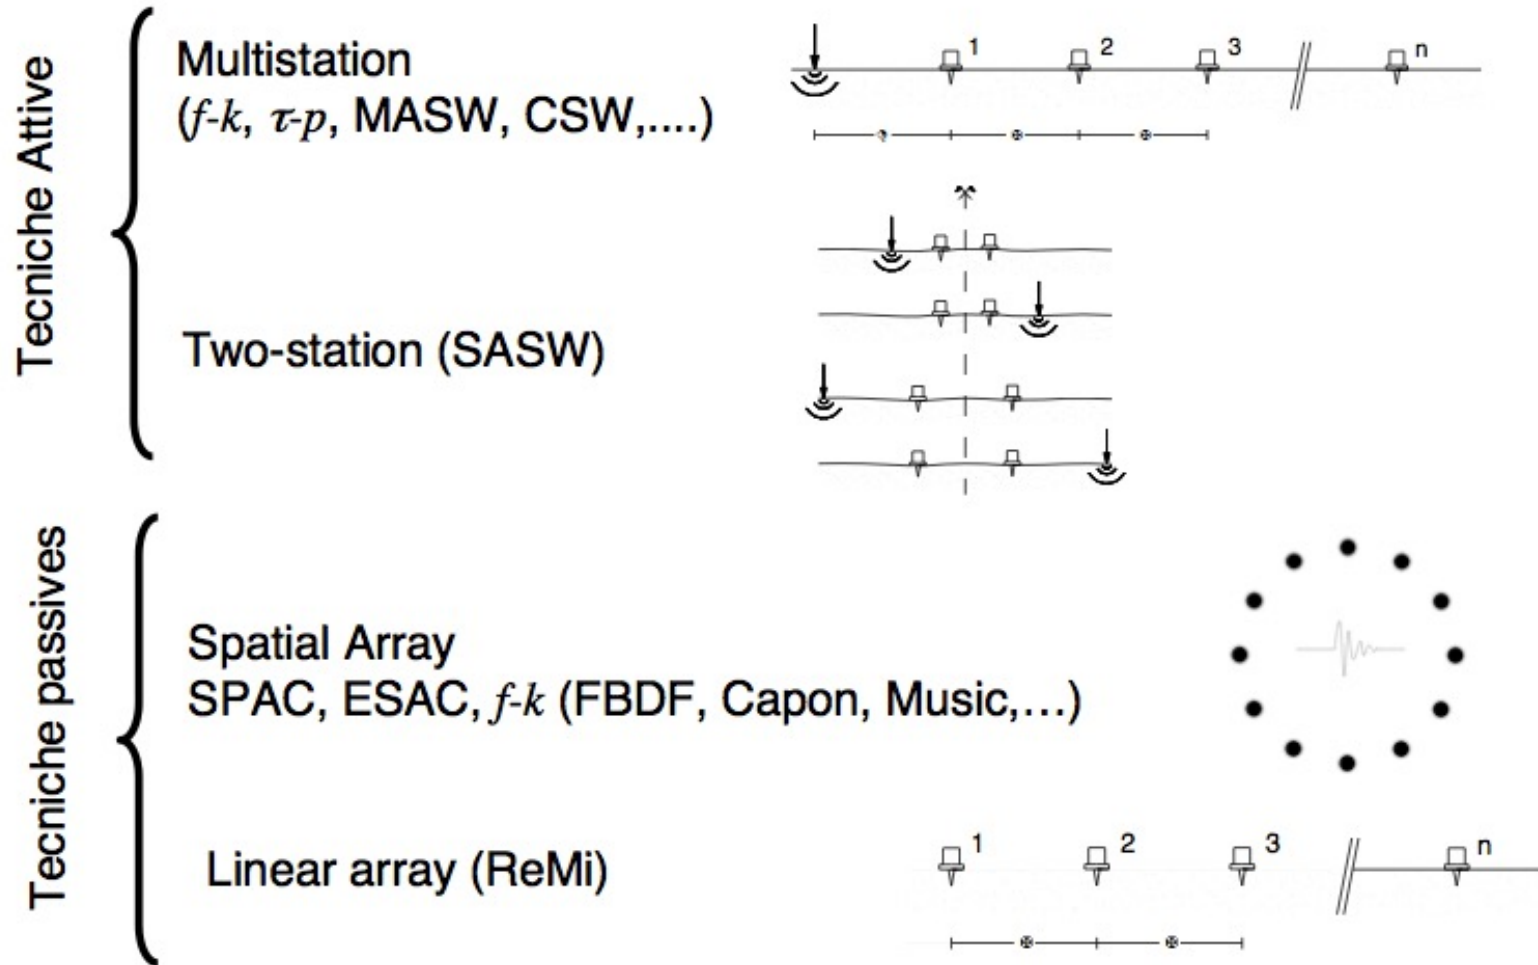 Tecniche Attive
Multistation
(f-k, τ-p, MASW, CSW,....)
1 2 3 n
Two-station (SASW)
Tecniche passives
Spatial Array
SPAC, ESAC, f-k (FBDF, Capon, Music,...)
Linear array (ReMi)
1 2 3 n